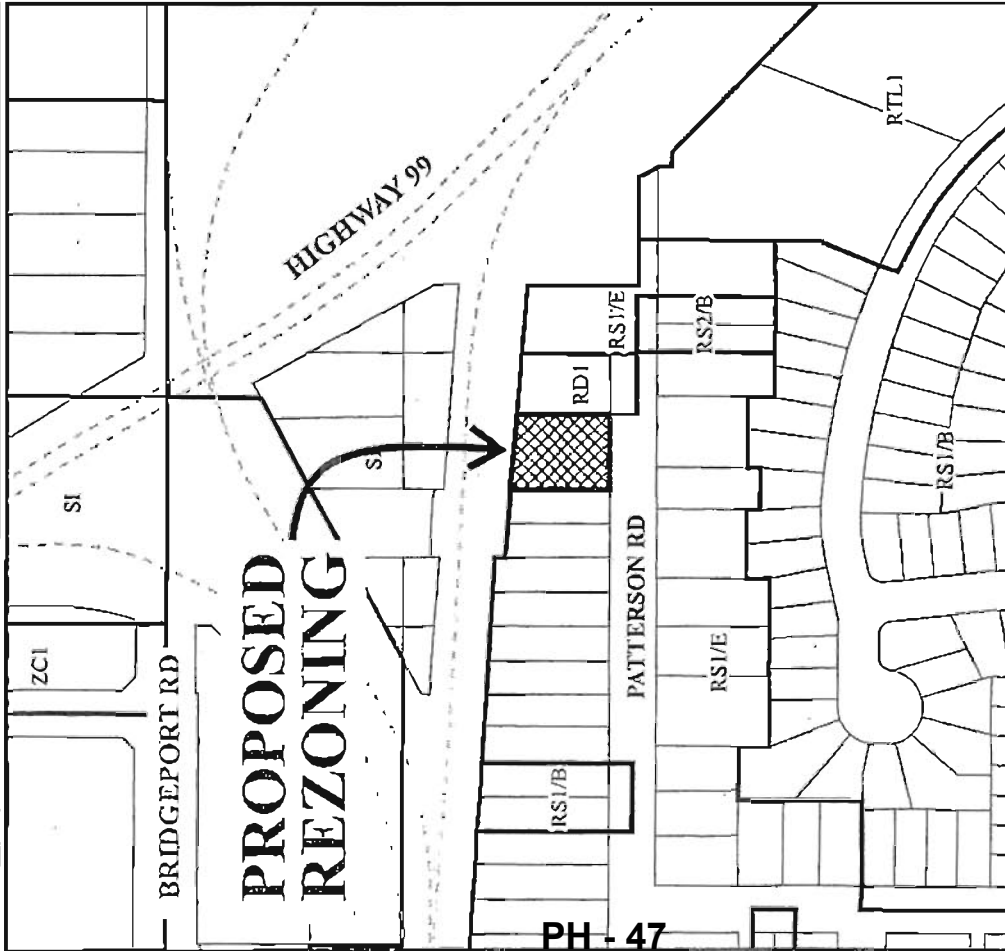 HIGHWAY 99
RTL1
RS1/E
RS2/B
RD1
SI
RS1/B
PROPOSED
REZONING
PATTERSON RD
ZC1
BRIDGEPORT RD
RS1/E
RS1/B
PH - 47